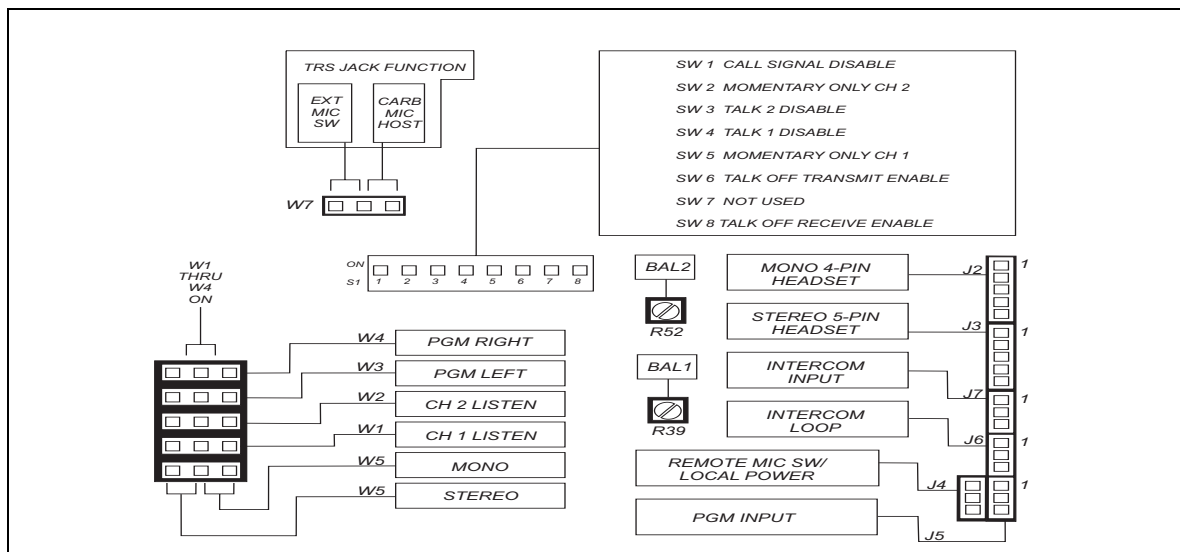 TRS JACK FUNCTION
EXT
MIC
SW
CARB
MIC
HOST
W7
SW 1 CALL SIGNAL DISABLE
SW 2 MOMENTARY ONLY CH 2
SW 3 TALK 2 DISABLE
SW 4 TALK 1 DISABLE
SW 5 MOMENTARY ONLY CH 1
SW 6 TALK OFF TRANSMIT ENABLE
SW 7 NOT USED
SW 8 TALK OFF RECEIVE ENABLE
ON
S1 1 2 3 4 5 6 7 8
W1
THRU
W4
ON
W4 PGM RIGHT
W3 PGM LEFT
W2 CH 2 LISTEN
W1 CH 1 LISTEN
W5 MONO
W5 STEREO
BAL2
R52
BAL1
R39
MONO 4-PIN
HEADSET
J2 1
STEREO 5-PIN
HEADSET
J3 1
INTERCOM
INPUT
J7 1
INTERCOM
LOOP
J6 1
REMOTE MIC SW/
LOCAL POWER
J4 1
PGM INPUT
J5